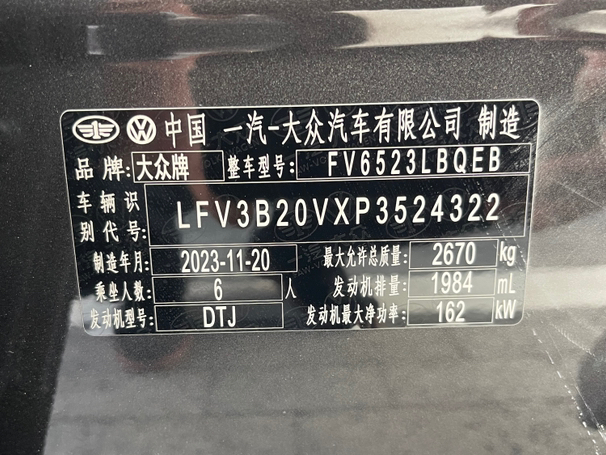 中国 一汽-大众汽车有限公司 制造
品牌: 大众牌 整车型号: FV6523LBQEB
车辆识别代号: LFV3B20VXP3524322
制造年月: 2023-11-20 最大允许总质量: 2670 kg
乘坐人数: 6 人 发动机排量: 1984 mL
发动机型号: DTJ 发动机最大净功率: 162 kW